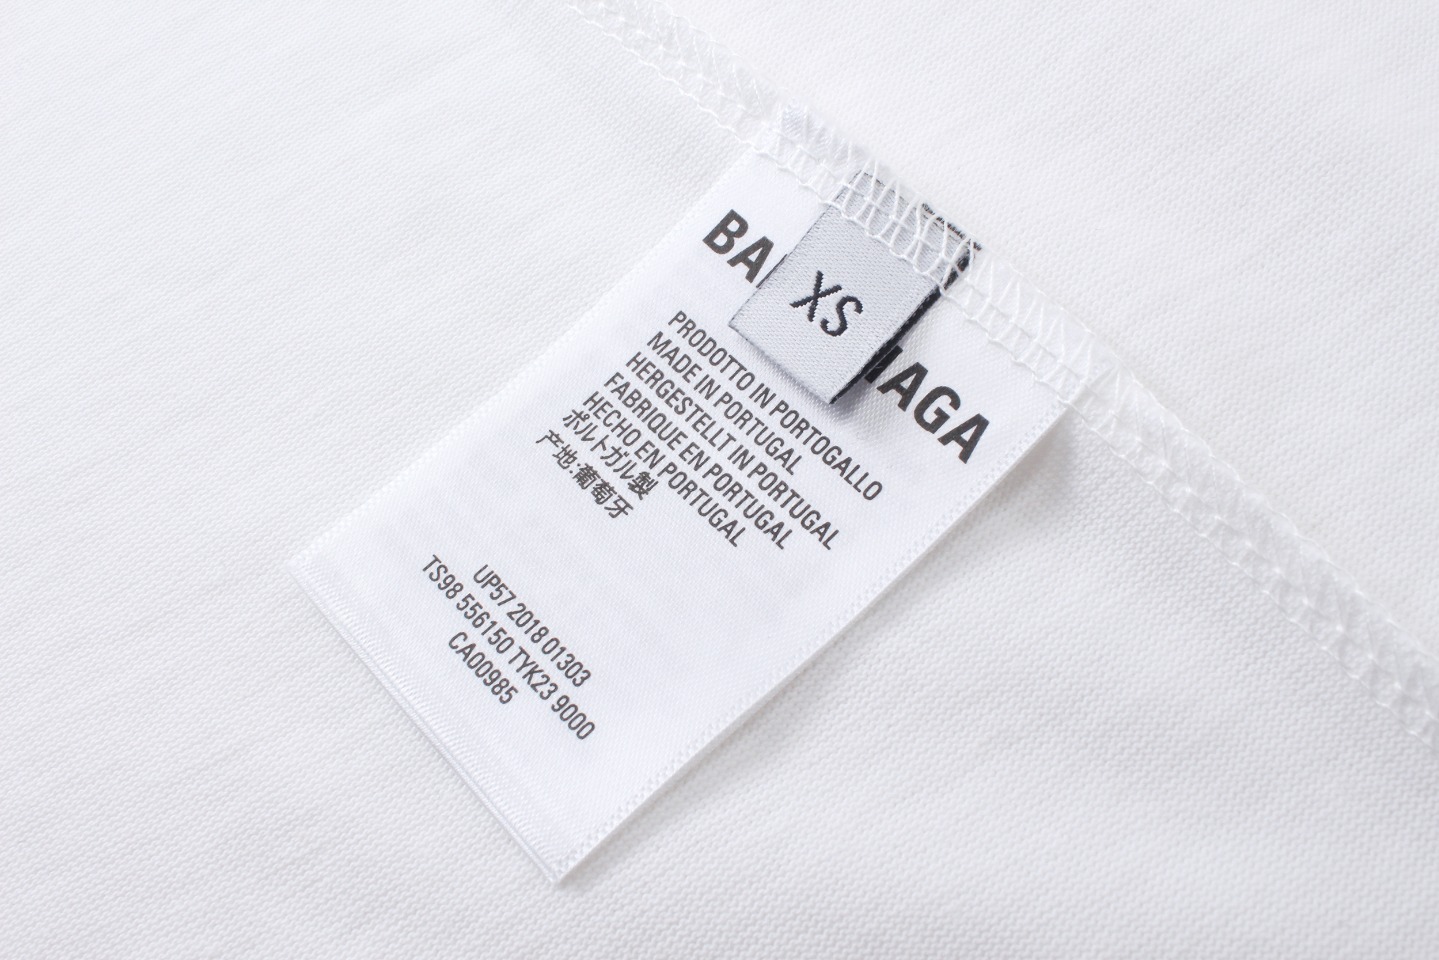 BA
IAGA
XS
PRODOTTO IN PORTOGALLO
MADE IN PORTUGAL
HERGESTELLT IN PORTUGAL
FABRIQUE EN PORTUGAL
HECHO EN PORTUGAL
ポルトガル製
产地:葡萄牙
UP57 2018 01303
TS98 556150 TYK23 9000
CA00985